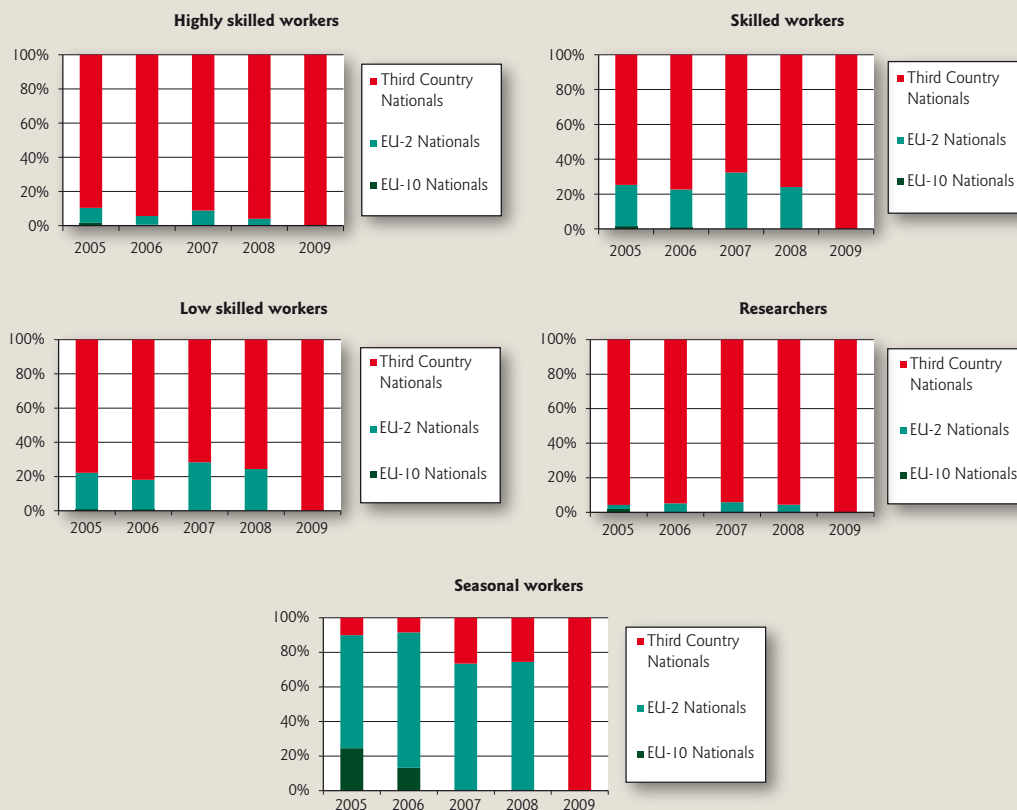 Highly skilled workers
100%
80%
60%
40%
20%
0%
2005 2006 2007 2008 2009
Third Country
Nationals
EU-2 Nationals
EU-10 Nationals
Skilled workers
100%
80%
60%
40%
20%
0%
2005 2006 2007 2008 2009
Third Country
Nationals
EU-2 Nationals
EU-10 Nationals
Low skilled workers
100%
80%
60%
40%
20%
0%
2005 2006 2007 2008 2009
Third Country
Nationals
EU-2 Nationals
EU-10 Nationals
Researchers
100%
80%
60%
40%
20%
0%
2005 2006 2007 2008 2009
Third Country
Nationals
EU-2 Nationals
EU-10 Nationals
Seasonal workers
100%
80%
60%
40%
20%
0%
2005 2006 2007 2008 2009
Third Country
Nationals
EU-2 Nationals
EU-10 Nationals